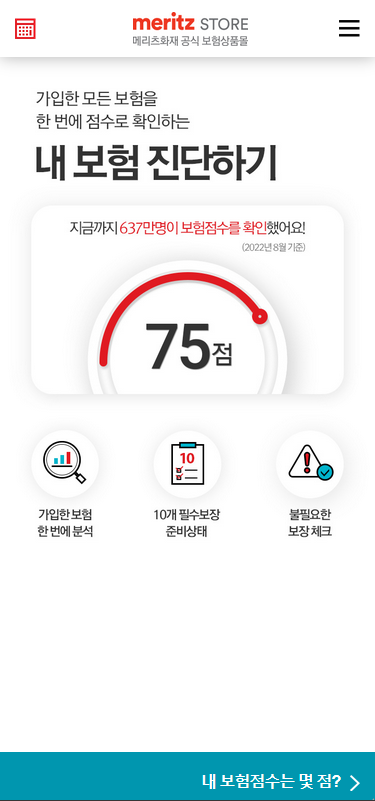 meritz STORE
메리츠화재 공식 보험상품몰
가입한 모든 보험을
한 번에 점수로 확인하는
내 보험 진단하기
지금까지 637만명이 보험점수를 확인했어요!
(2022년 8월 기준)
75점
10
가입한 보험
한 번에 분석
10개 필수보장
준비상태
불필요한
보장 체크
내 보험점수는 몇 점?